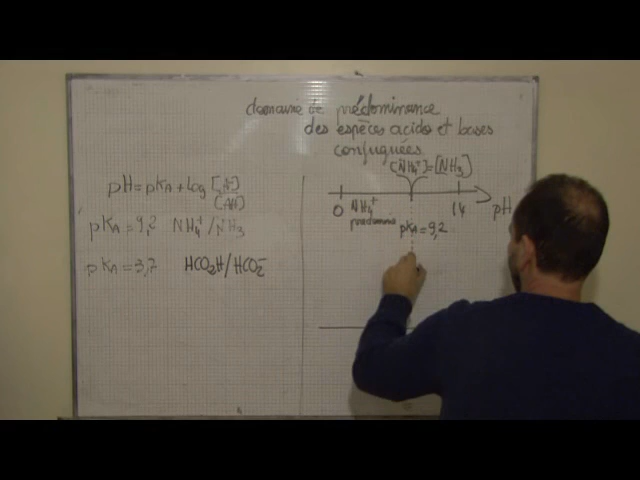 domaine de prédominance
des espèces acides et bases
conjuguées
pH = pKA + log [A-]
[AH]
pKA = 9,2 NH4+ / NH3
pKA = 3,7 HCO2H / HCO2-
[NH4+] = [NH3]
0 14 pH
NH4+
prédomine
pKA = 9,2